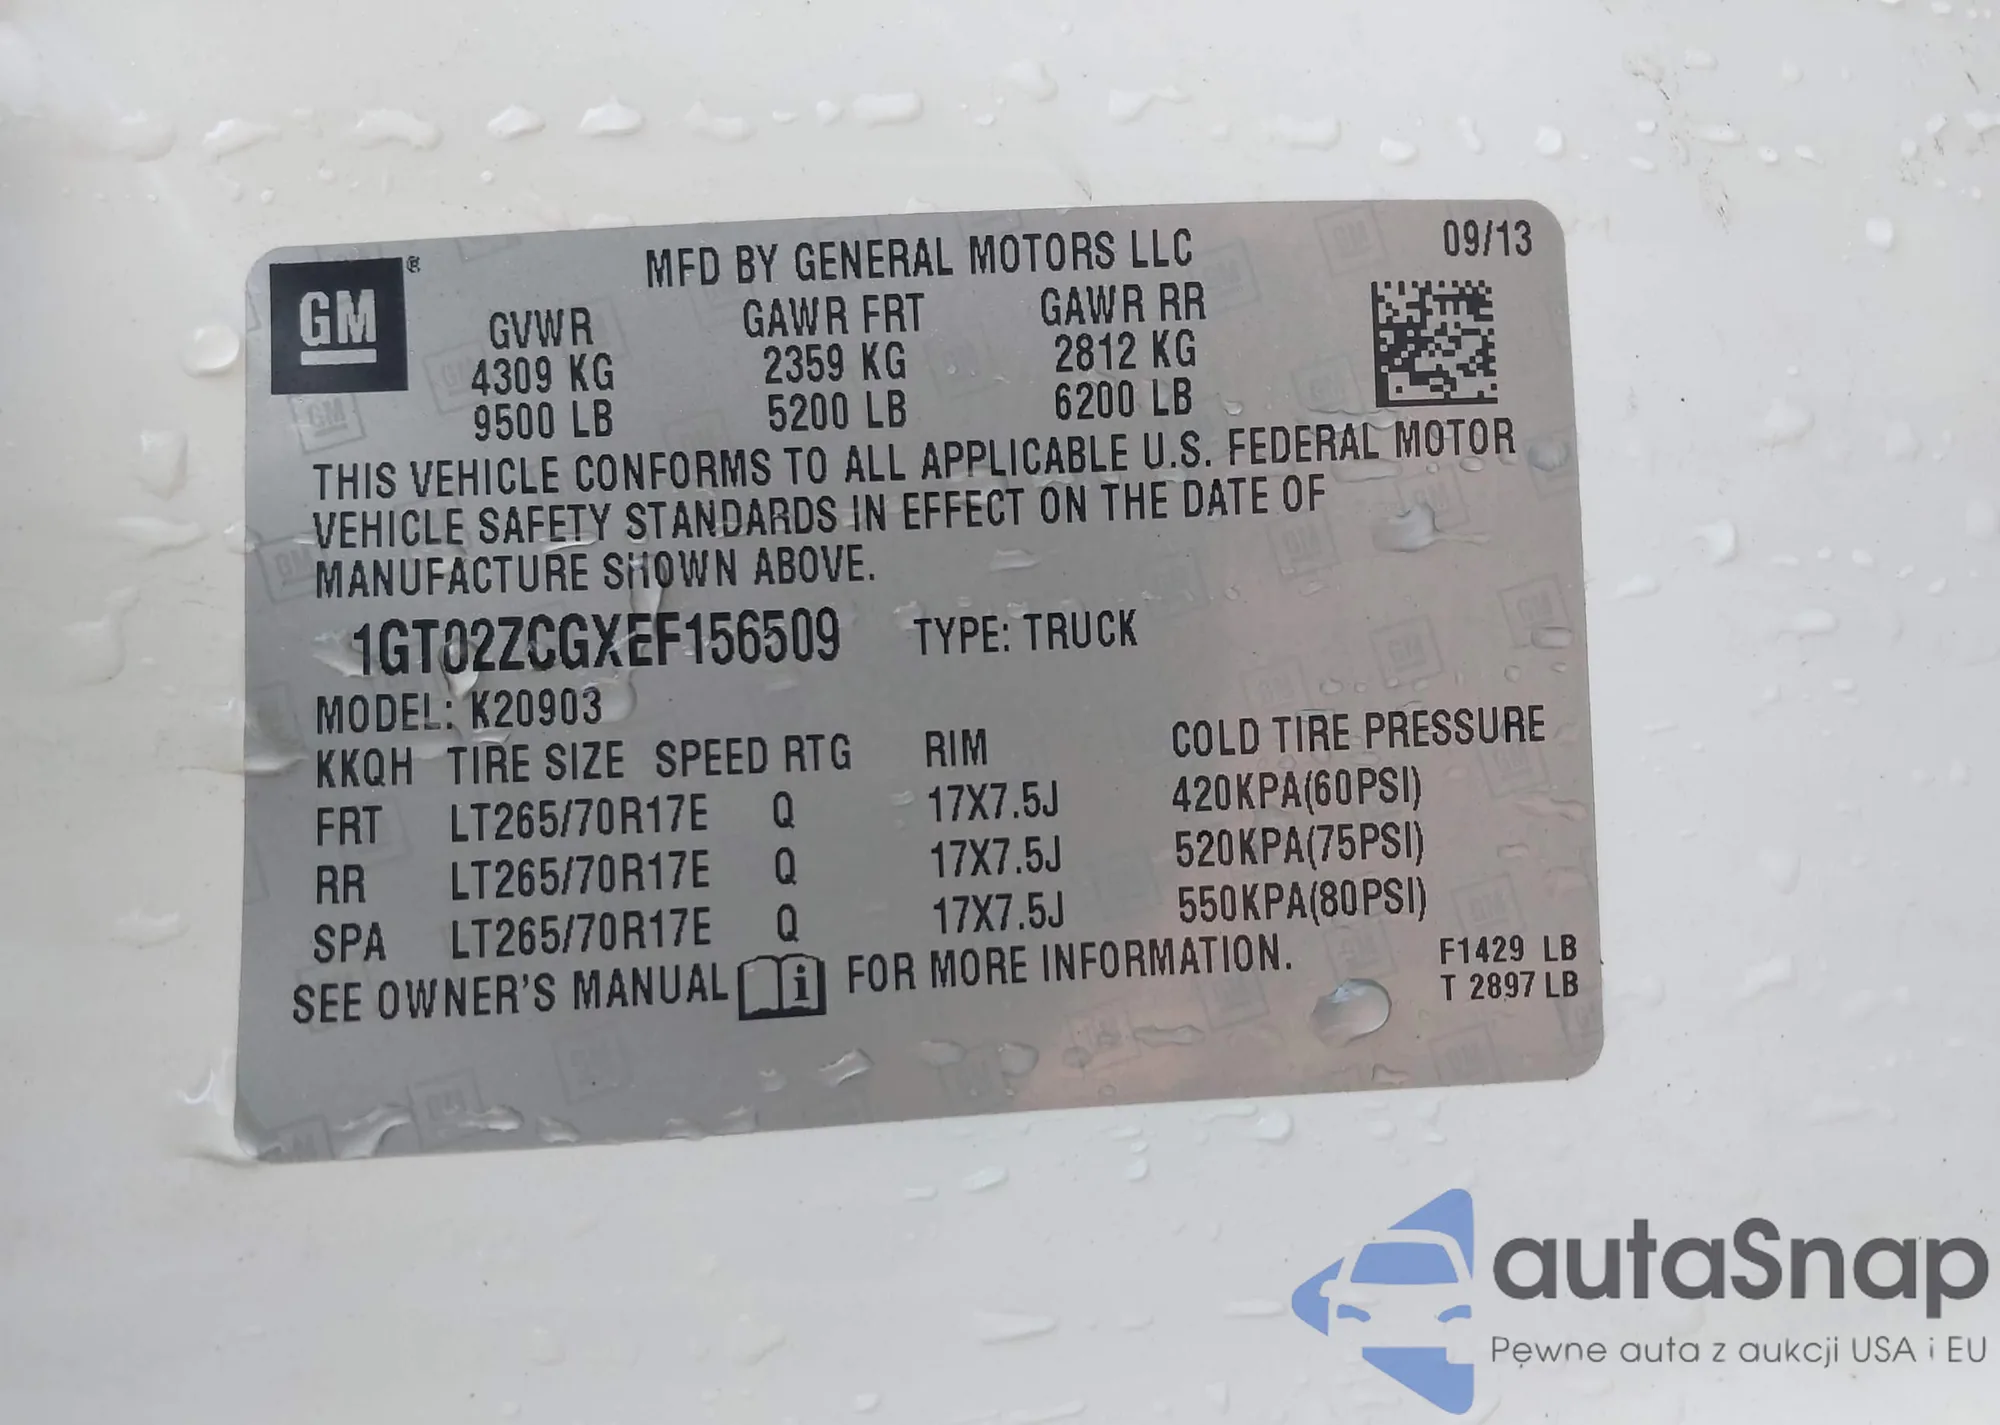 MFD BY GENERAL MOTORS LLC 09/13
GM ®
GVWR GAWR FRT GAWR RR
4309 KG 2359 KG 2812 KG
9500 LB 5200 LB 6200 LB
THIS VEHICLE CONFORMS TO ALL APPLICABLE U.S. FEDERAL MOTOR
VEHICLE SAFETY STANDARDS IN EFFECT ON THE DATE OF
MANUFACTURE SHOWN ABOVE.
1GT02ZCGXEF156509 TYPE: TRUCK
MODEL: K20903
KKQH TIRE SIZE SPEED RTG RIM COLD TIRE PRESSURE
FRT LT265/70R17E Q 17X7.5J 420KPA(60PSI)
RR LT265/70R17E Q 17X7.5J 520KPA(75PSI)
SPA LT265/70R17E Q 17X7.5J 550KPA(80PSI)
SEE OWNER'S MANUAL i FOR MORE INFORMATION.
F1429 LB
T 2897 LB
autaSnap
Pewne auta z aukcji USA i EU